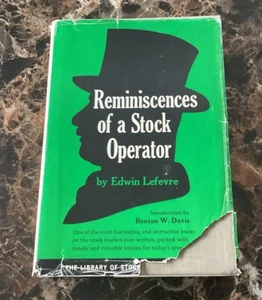 Reminiscences
of a Stock
Operator
by Edwin Lefevre
Introduction by
Benton W. Davis
One of the most fascinating and instructive books
on the stock market ever written, packed with
timely and valuable lessons for today's
THE LIBRARY OF STOCK